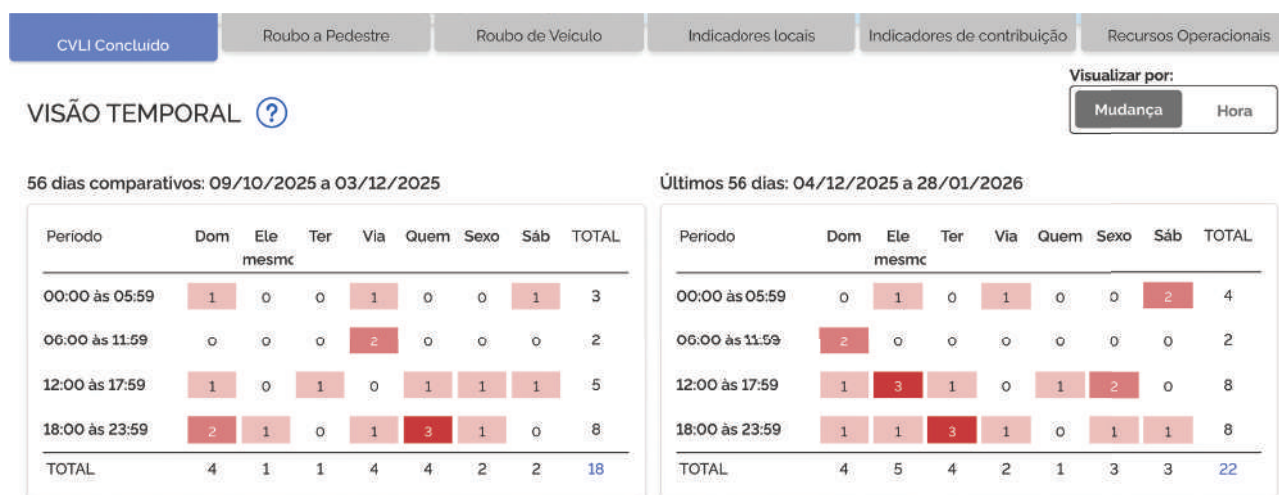 CVLI Concluído Roubo a Pedestre Roubo de Veículo Indicadores locais Indicadores de contribuição Recursos Operacionais
Visualizar por:
VISÃO TEMPORAL ? Mudança Hora
56 dias comparativos: 09/10/2025 a 03/12/2025
Período Dom Ele mesmo Ter Via Quem Sexo Sáb TOTAL
00:00 às 05:59 1 0 0 1 0 0 1 3
06:00 às 11:59 0 0 0 2 0 0 0 2
12:00 às 17:59 1 0 1 0 1 1 1 5
18:00 às 23:59 2 1 0 1 3 1 0 8
TOTAL 4 1 1 4 4 2 2 18
Últimos 56 dias: 04/12/2025 a 28/01/2026
Período Dom Ele mesmo Ter Via Quem Sexo Sáb TOTAL
00:00 às 05:59 0 1 0 1 0 0 2 4
06:00 às 11:59 2 0 0 0 0 0 0 2
12:00 às 17:59 1 3 1 0 1 2 0 8
18:00 às 23:59 1 1 3 1 0 1 1 8
TOTAL 4 5 4 2 1 3 3 22